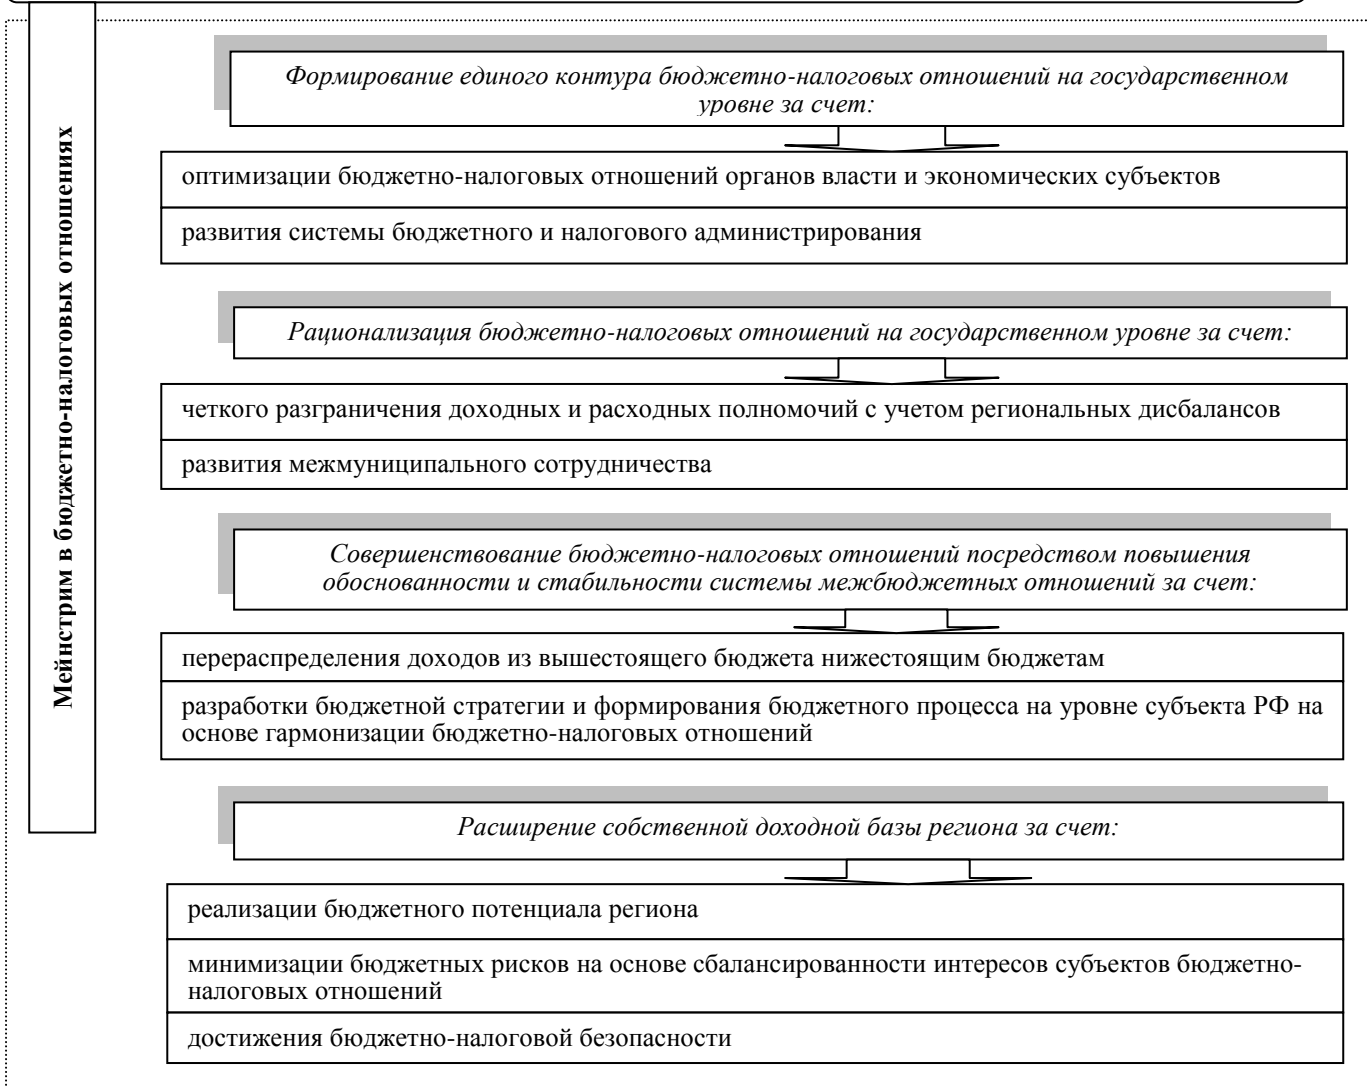 Мейнстрим в бюджетно-налоговых отношениях
Формирование единого контура бюджетно-налоговых отношений на государственном
уровне за счет:
оптимизации бюджетно-налоговых отношений органов власти и экономических субъектов
развития системы бюджетного и налогового администрирования
Рационализация бюджетно-налоговых отношений на государственном уровне за счет:
четкого разграничения доходных и расходных полномочий с учетом региональных дисбалансов
развития межмуниципального сотрудничества
Совершенствование бюджетно-налоговых отношений посредством повышения
обоснованности и стабильности системы межбюджетных отношений за счет:
перераспределения доходов из вышестоящего бюджета нижестоящим бюджетам
разработки бюджетной стратегии и формирования бюджетного процесса на уровне субъекта РФ на
основе гармонизации бюджетно-налоговых отношений
Расширение собственной доходной базы региона за счет:
реализации бюджетного потенциала региона
минимизации бюджетных рисков на основе сбалансированности интересов субъектов бюджетно-
налоговых отношений
достижения бюджетно-налоговой безопасности